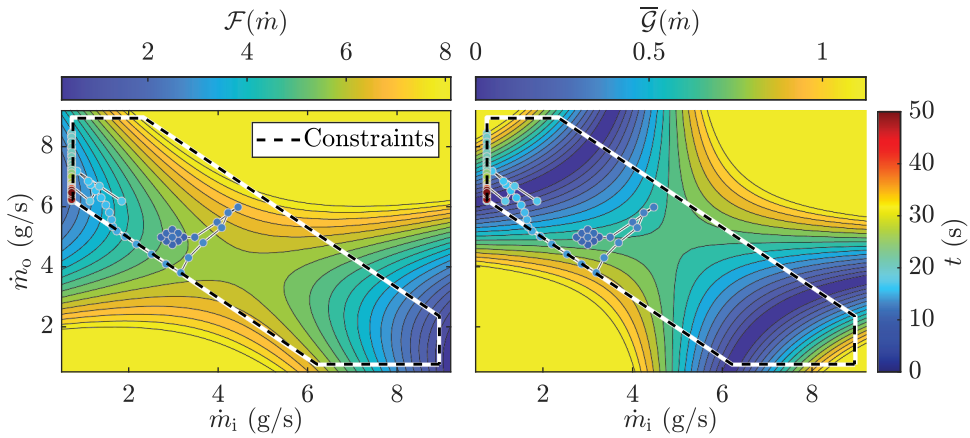 ℱ(ṁ)
𝒢̅(ṁ)
2 4 6 8
0 0.5 1
Constraints
8
6
4
2
ṁₒ (g/s)
2 4 6 8
ṁᵢ (g/s)
2 4 6 8
ṁᵢ (g/s)
50
40
30
20
10
0
t (s)